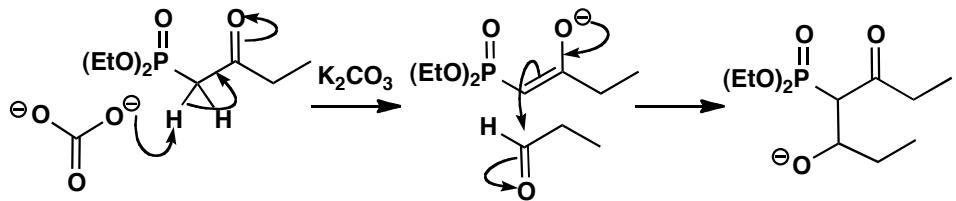 O O
(EtO)₂P
H H
⊖O O⊖
O
K₂CO₃
O O⊖
(EtO)₂P
H
O
O O
(EtO)₂P
⊖O